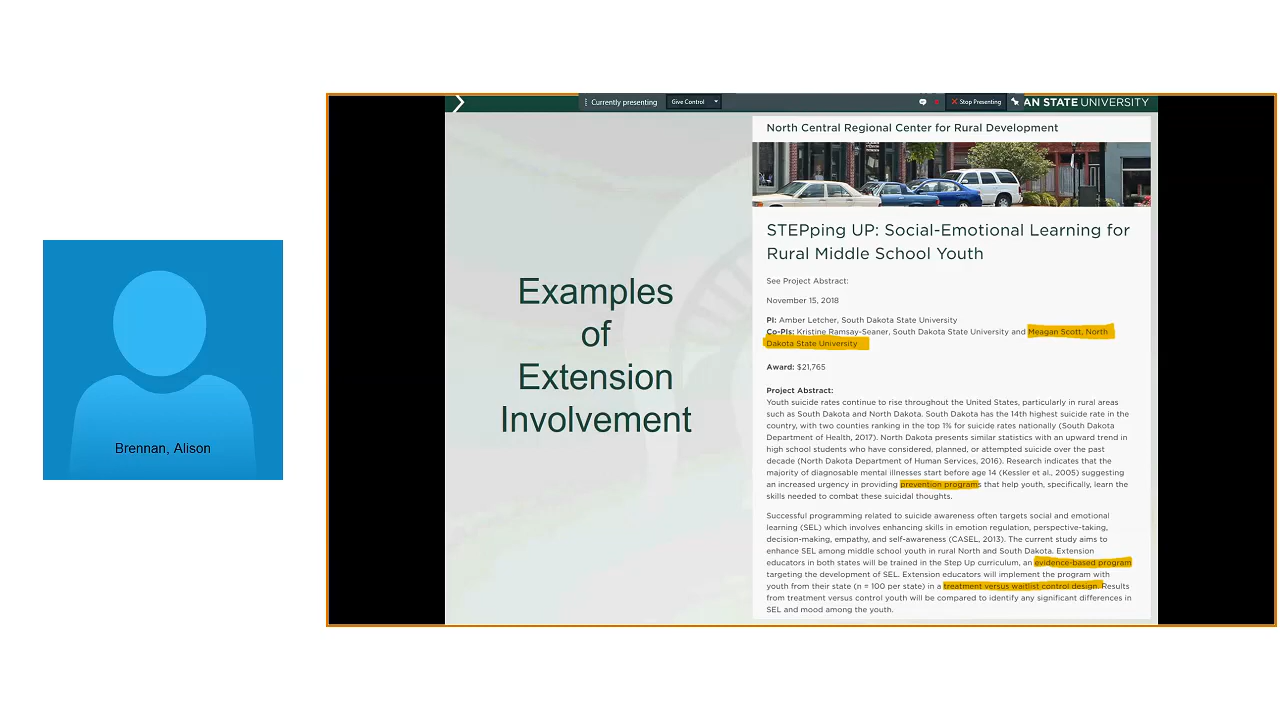 Currently presenting
Give Control
Stop Presenting
AN STATE UNIVERSITY
Brennan, Alison
Examples
of
Extension
Involvement
North Central Regional Center for Rural Development
STEPping UP: Social-Emotional Learning for
Rural Middle School Youth
See Project Abstract:
November 15, 2018
PI: Amber Letcher, South Dakota State University
Co-PIs: Kristine Ramsay-Seaner, South Dakota State University and Meagan Scott, North
Dakota State University
Award: $21,765
Project Abstract:
Youth suicide rates continue to rise throughout the United States, particularly in rural areas
such as South Dakota and North Dakota. South Dakota has the 14th highest suicide rate in the
country, with two counties ranking in the top 1% for suicide rates nationally (South Dakota
Department of Health, 2017). North Dakota presents similar statistics with an upward trend in
high school students who have considered, planned, or attempted suicide over the past
decade (North Dakota Department of Human Services, 2016). Research indicates that the
majority of diagnosable mental illnesses start before age 14 (Kessler et al., 2005) suggesting
an increased urgency in providing prevention programs that help youth, specifically, learn the
skills needed to combat these suicidal thoughts.
Successful programming related to suicide awareness often targets social and emotional
learning (SEL) which involves enhancing skills in emotion regulation, perspective-taking,
decision-making, empathy, and self-awareness (CASEL, 2013). The current study aims to
enhance SEL among middle school youth in rural North and South Dakota. Extension
educators in both states will be trained in the Step Up curriculum, an evidence-based program
targeting the development of SEL. Extension educators will implement the program with
youth from their state (n = 100 per state) in a treatment versus waitlist control design. Results
from treatment versus control youth will be compared to identify any significant differences in
SEL and mood among the youth.